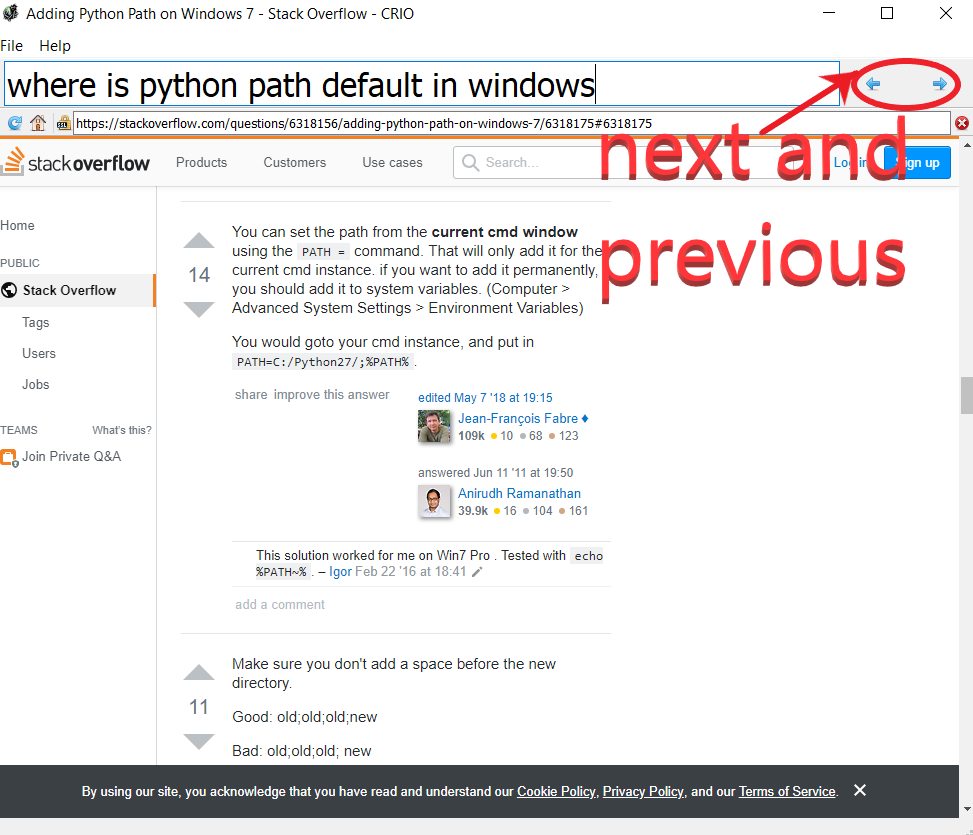 Adding Python Path on Windows 7 - Stack Overflow - CRIO
File Help
where is python path default in windows
next and
previous
https://stackoverflow.com/questions/6318156/adding-python-path-on-windows-7/6318175#6318175
stackoverflow
Products Customers Use cases Search... Log in Sign up
Home
PUBLIC
Stack Overflow
Tags
Users
Jobs
TEAMS What's this?
Join Private Q&A
14
You can set the path from the current cmd window
using the PATH = command. That will only add it for the
current cmd instance. if you want to add it permanently,
you should add it to system variables. (Computer >
Advanced System Settings > Environment Variables)
You would goto your cmd instance, and put in
PATH=C:/Python27/;%PATH% .
share improve this answer
edited May 7 '18 at 19:15
Jean-François Fabre ♦
109k 10 68 123
answered Jun 11 '11 at 19:50
Anirudh Ramanathan
39.9k 16 104 161
This solution worked for me on Win7 Pro . Tested with echo
%PATH~% . – Igor Feb 22 '16 at 18:41
add a comment
11
Make sure you don't add a space before the new
directory.
Good: old;old;old;new
Bad: old;old;old; new
By using our site, you acknowledge that you have read and understand our Cookie Policy, Privacy Policy, and our Terms of Service.